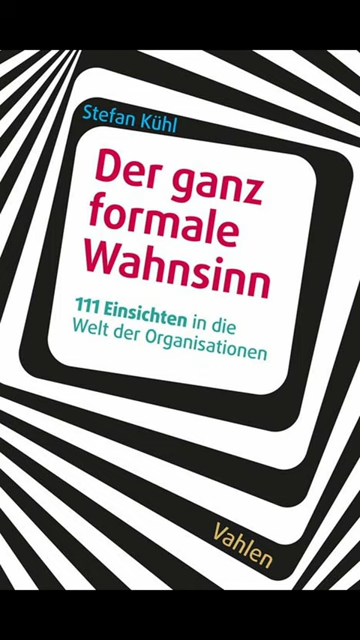 Stefan Kühl
Der ganz
formale
Wahnsinn
111 Einsichten in die
Welt der Organisationen
Vahlen